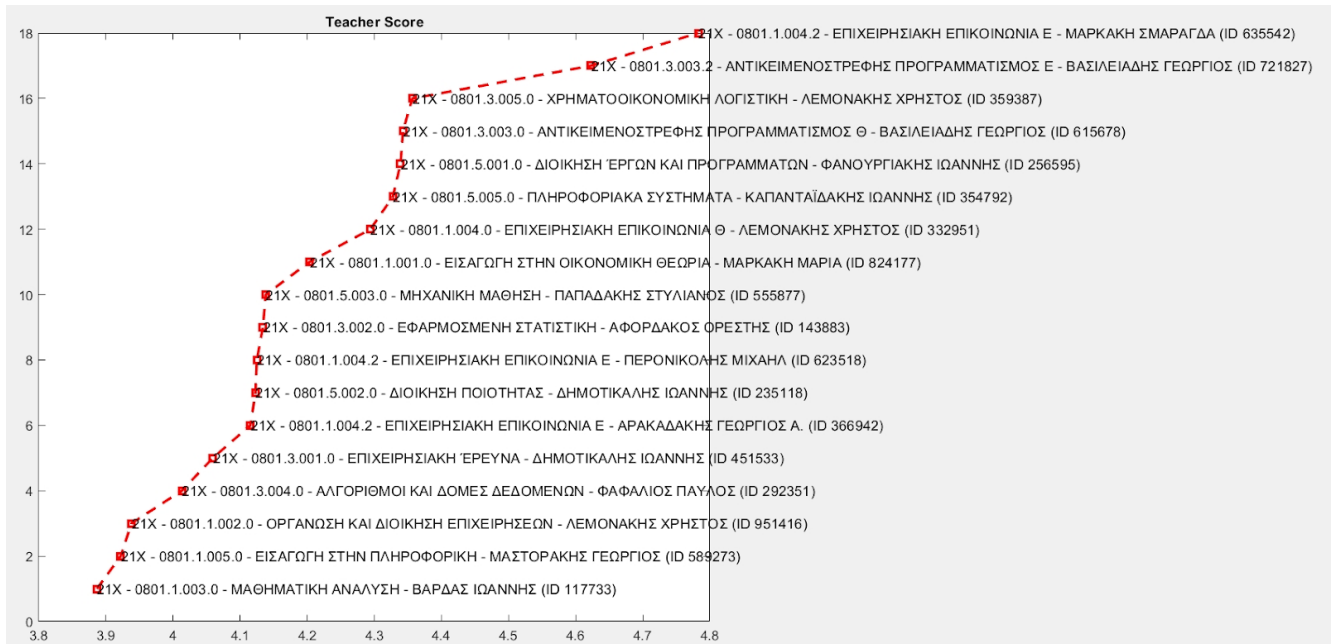 Teacher Score
18
21X - 0801.1.004.2 - ΕΠΙΧΕΙΡΗΣΙΑΚΗ ΕΠΙΚΟΙΝΩΝΙΑ Ε - ΜΑΡΚΑΚΗ ΣΜΑΡΑΓΔΑ (ID 635542)
21X - 0801.3.003.2 - ΑΝΤΙΚΕΙΜΕΝΟΣΤΡΕΦΗΣ ΠΡΟΓΡΑΜΜΑΤΙΣΜΟΣ Ε - ΒΑΣΙΛΕΙΑΔΗΣ ΓΕΩΡΓΙΟΣ (ID 721827)
16
21X - 0801.3.005.0 - ΧΡΗΜΑΤΟΟΙΚΟΝΟΜΙΚΗ ΛΟΓΙΣΤΙΚΗ - ΛΕΜΟΝΑΚΗΣ ΧΡΗΣΤΟΣ (ID 359387)
21X - 0801.3.003.0 - ΑΝΤΙΚΕΙΜΕΝΟΣΤΡΕΦΗΣ ΠΡΟΓΡΑΜΜΑΤΙΣΜΟΣ Θ - ΒΑΣΙΛΕΙΑΔΗΣ ΓΕΩΡΓΙΟΣ (ID 615678)
14
21X - 0801.5.001.0 - ΔΙΟΙΚΗΣΗ ΈΡΓΩΝ ΚΑΙ ΠΡΟΓΡΑΜΜΑΤΩΝ - ΦΑΝΟΥΡΓΙΑΚΗΣ ΙΩΑΝΝΗΣ (ID 256595)
21X - 0801.5.005.0 - ΠΛΗΡΟΦΟΡΙΑΚΑ ΣΥΣΤΗΜΑΤΑ - ΚΑΠΑΝΤΑΪΔΑΚΗΣ ΙΩΑΝΝΗΣ (ID 354792)
12
21X - 0801.1.004.0 - ΕΠΙΧΕΙΡΗΣΙΑΚΗ ΕΠΙΚΟΙΝΩΝΙΑ Θ - ΛΕΜΟΝΑΚΗΣ ΧΡΗΣΤΟΣ (ID 332951)
21X - 0801.1.001.0 - ΕΙΣΑΓΩΓΗ ΣΤΗΝ ΟΙΚΟΝΟΜΙΚΗ ΘΕΩΡΙΑ - ΜΑΡΚΑΚΗ ΜΑΡΙΑ (ID 824177)
10
21X - 0801.5.003.0 - ΜΗΧΑΝΙΚΗ ΜΑΘΗΣΗ - ΠΑΠΑΔΑΚΗΣ ΣΤΥΛΙΑΝΟΣ (ID 555877)
21X - 0801.3.002.0 - ΕΦΑΡΜΟΣΜΕΝΗ ΣΤΑΤΙΣΤΙΚΗ - ΑΦΟΡΔΑΚΟΣ ΟΡΕΣΤΗΣ (ID 143883)
8
21X - 0801.1.004.2 - ΕΠΙΧΕΙΡΗΣΙΑΚΗ ΕΠΙΚΟΙΝΩΝΙΑ Ε - ΠΕΡΟΝΙΚΟΛΗΣ ΜΙΧΑΗΛ (ID 623518)
21X - 0801.5.002.0 - ΔΙΟΙΚΗΣΗ ΠΟΙΟΤΗΤΑΣ - ΔΗΜΟΤΙΚΑΛΗΣ ΙΩΑΝΝΗΣ (ID 235118)
6
21X - 0801.1.004.2 - ΕΠΙΧΕΙΡΗΣΙΑΚΗ ΕΠΙΚΟΙΝΩΝΙΑ Ε - ΑΡΑΚΑΔΑΚΗΣ ΓΕΩΡΓΙΟΣ Α. (ID 366942)
21X - 0801.3.001.0 - ΕΠΙΧΕΙΡΗΣΙΑΚΗ ΈΡΕΥΝΑ - ΔΗΜΟΤΙΚΑΛΗΣ ΙΩΑΝΝΗΣ (ID 451533)
4
21X - 0801.3.004.0 - ΑΛΓΟΡΙΘΜΟΙ ΚΑΙ ΔΟΜΕΣ ΔΕΔΟΜΕΝΩΝ - ΦΑΦΑΛΙΟΣ ΠΑΥΛΟΣ (ID 292351)
21X - 0801.1.002.0 - ΟΡΓΑΝΩΣΗ ΚΑΙ ΔΙΟΙΚΗΣΗ ΕΠΙΧΕΙΡΗΣΕΩΝ - ΛΕΜΟΝΑΚΗΣ ΧΡΗΣΤΟΣ (ID 951416)
2
21X - 0801.1.005.0 - ΕΙΣΑΓΩΓΗ ΣΤΗΝ ΠΛΗΡΟΦΟΡΙΚΗ - ΜΑΣΤΟΡΑΚΗΣ ΓΕΩΡΓΙΟΣ (ID 589273)
21X - 0801.1.003.0 - ΜΑΘΗΜΑΤΙΚΗ ΑΝΑΛΥΣΗ - ΒΑΡΔΑΣ ΙΩΑΝΝΗΣ (ID 117733)
0
3.8 3.9 4 4.1 4.2 4.3 4.4 4.5 4.6 4.7 4.8